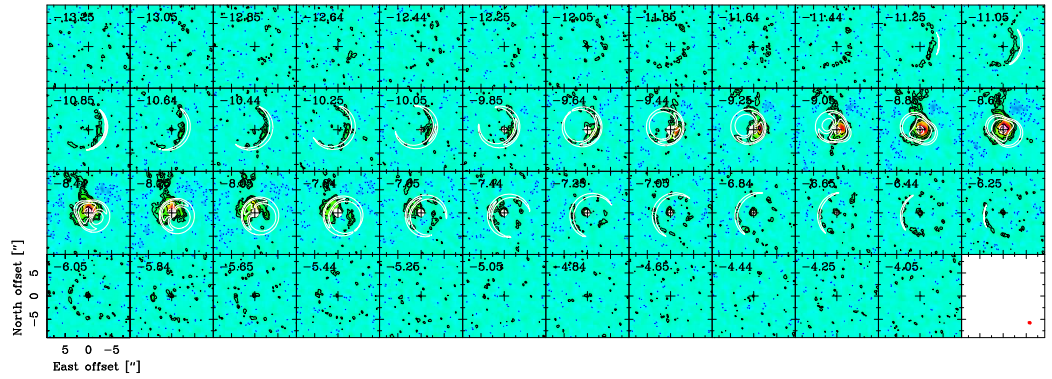 −13.25 −13.05 −12.85 −12.64 −12.44 −12.25 −12.05 −11.85 −11.64 −11.44 −11.25 −11.05
−10.85 −10.64 −10.44 −10.25 −10.05 −9.85 −9.64 −9.44 −9.25 −9.05
−8.05 −7.84 −7.65 −7.44 −7.25 −7.05 −6.84 −6.65 −6.44 −6.25
−6.05 −5.84 −5.65 −5.44 −5.25 −5.05 −4.84 −4.65 −4.44 −4.25 −4.05
North offset ["]
5
0
−5
5 0 −5
East offset ["]